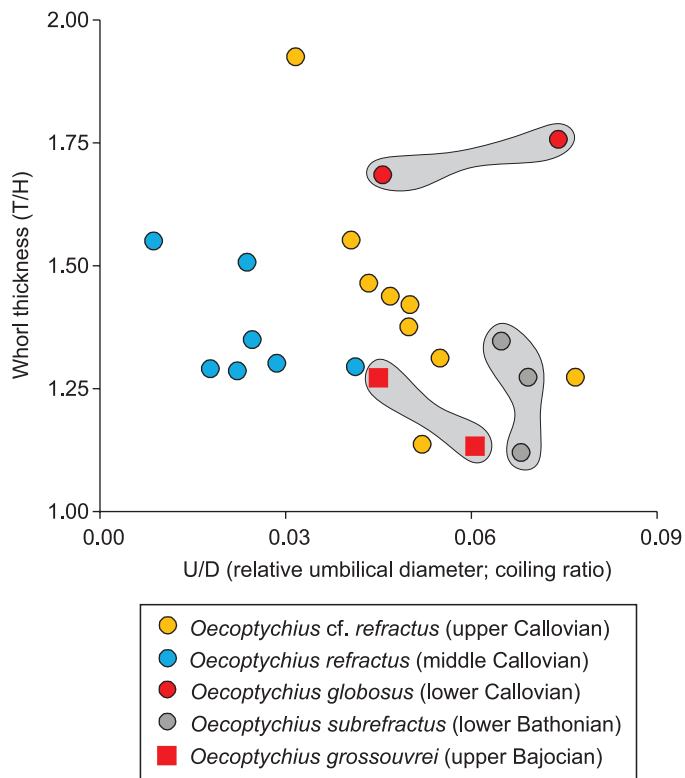 2.00
1.75
1.50
1.25
1.00
Whorl thickness (T/H)
0.00 0.03 0.06 0.09
U/D (relative umbilical diameter; coiling ratio)
Oecoptychius cf. refractus (upper Callovian)
Oecoptychius refractus (middle Callovian)
Oecoptychius globosus (lower Callovian)
Oecoptychius subrefractus (lower Bathonian)
Oecoptychius grossouvrei (upper Bajocian)